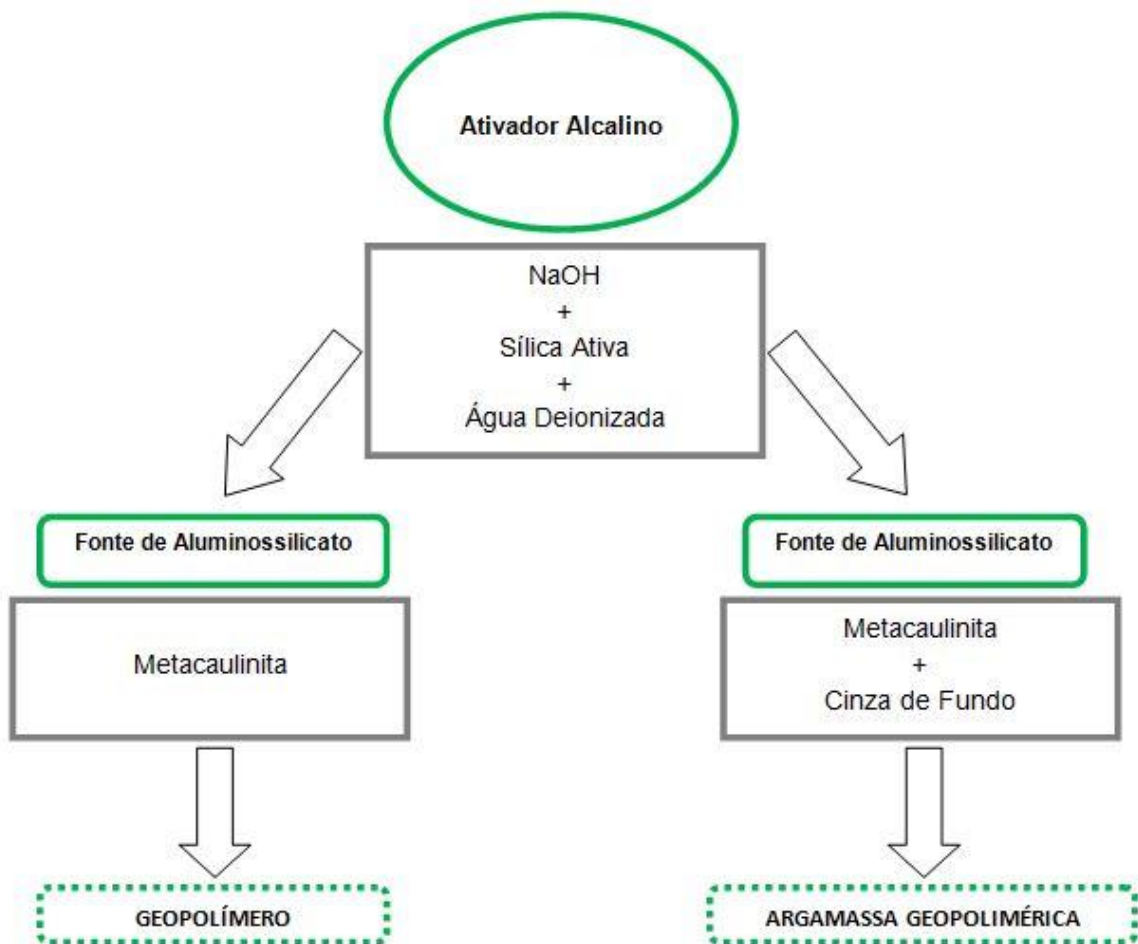 Ativador Alcalino
NaOH
+
Sílica Ativa
+
Água Deionizada
Fonte de Aluminossilicato
Metacaulinita
GEOPOLÍMERO
Fonte de Aluminossilicato
Metacaulinita
+
Cinza de Fundo
ARGAMASSA GEOPOLIMÉRICA